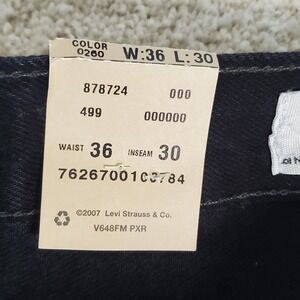 COLOR
0260
W:36 L:30
878724 000
499 000000
WAIST 36 INSEAM 30
©2007 Levi Strauss & Co.
V648FM PXR